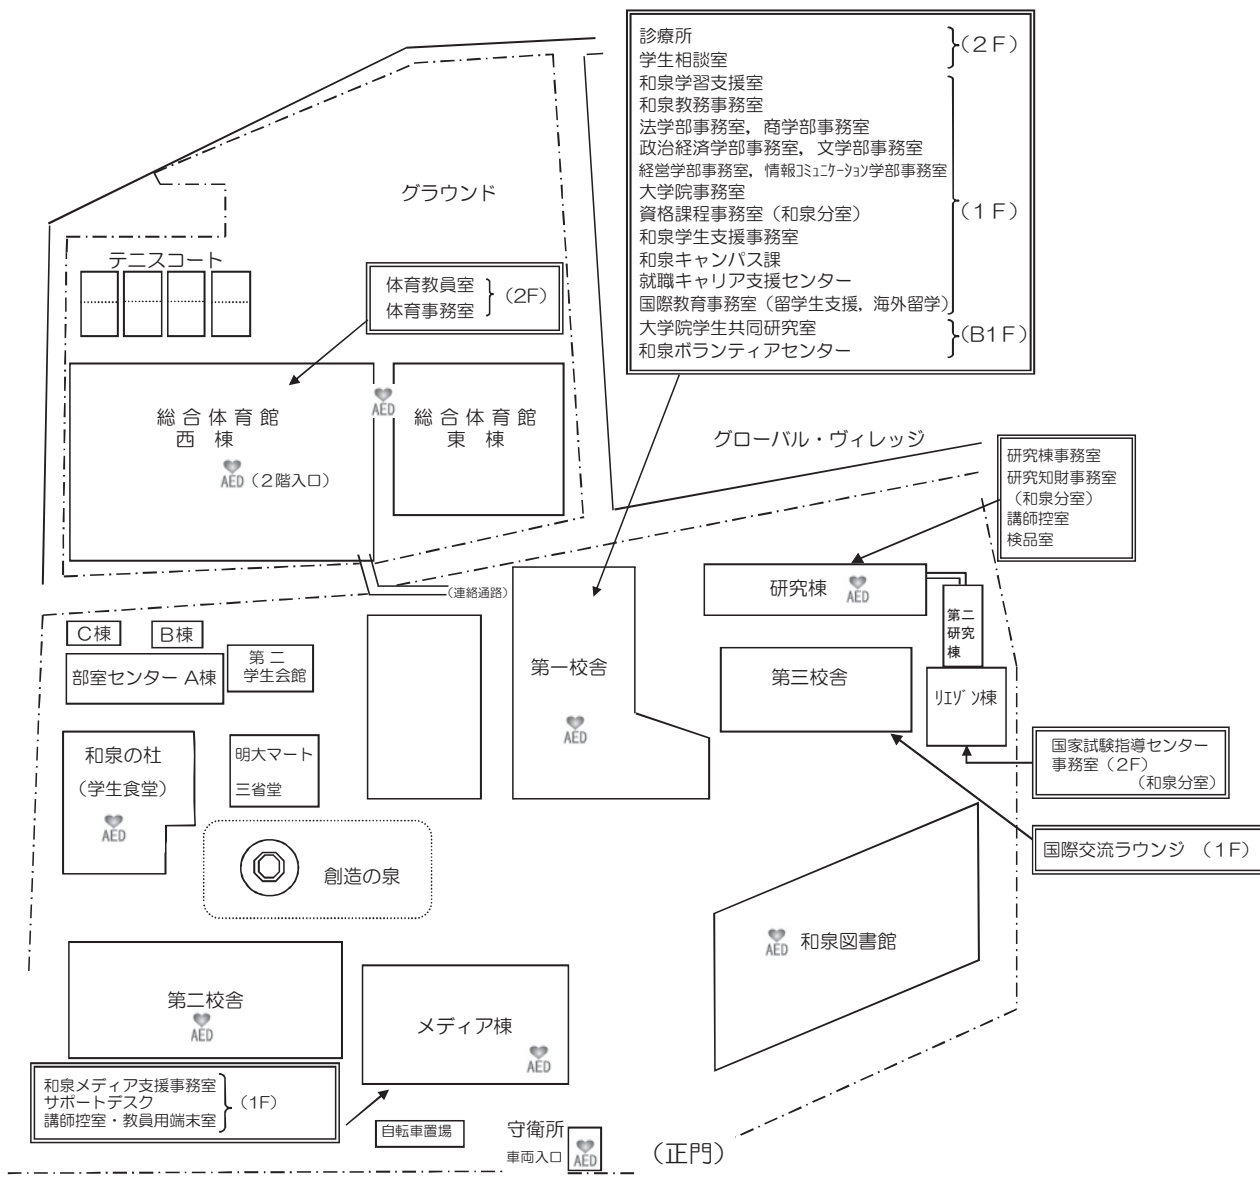 診療所
学生相談室
(2F)
和泉学習支援室
和泉教務事務室
法学部事務室，商学部事務室
政治経済学部事務室，文学部事務室
経営学部事務室，情報ｺﾐｭﾆｹｰｼｮﾝ学部事務室
大学院事務室
資格課程事務室（和泉分室）
和泉学生支援事務室
和泉キャンパス課
就職キャリア支援センター
国際教育事務室（留学生支援，海外留学）
(1F)
大学院学生共同研究室
和泉ボランティアセンター
(B1F)
グラウンド
テニスコート
体育教員室
体育事務室
(2F)
総合体育館
西棟
AED（２階入口）
AED
総合体育館
東棟
グローバル・ヴィレッジ
研究棟事務室
研究知財事務室
（和泉分室）
講師控室
検品室
（連絡通路）
研究棟
AED
第二
研究
棟
C棟
B棟
部室センター A棟
第二
学生会館
第一校舎
AED
第三校舎
ﾘｴｿﾞﾝ棟
国家試験指導センター
事務室（2F）
（和泉分室）
和泉の杜
（学生食堂）
AED
明大マート
三省堂
国際交流ラウンジ （1F）
創造の泉
AED
和泉図書館
第二校舎
AED
メディア棟
AED
和泉メディア支援事務室
サポートデスク
講師控室・教員用端末室
(1F)
自転車置場
守衛所
車両入口
AED
（正門）